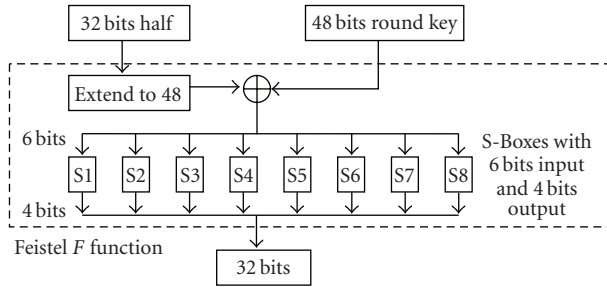 32 bits half
48 bits round key
Extend to 48
6 bits
S1 S2 S3 S4 S5 S6 S7 S8
S-Boxes with
6 bits input
and 4 bits
output
4 bits
Feistel F function
32 bits